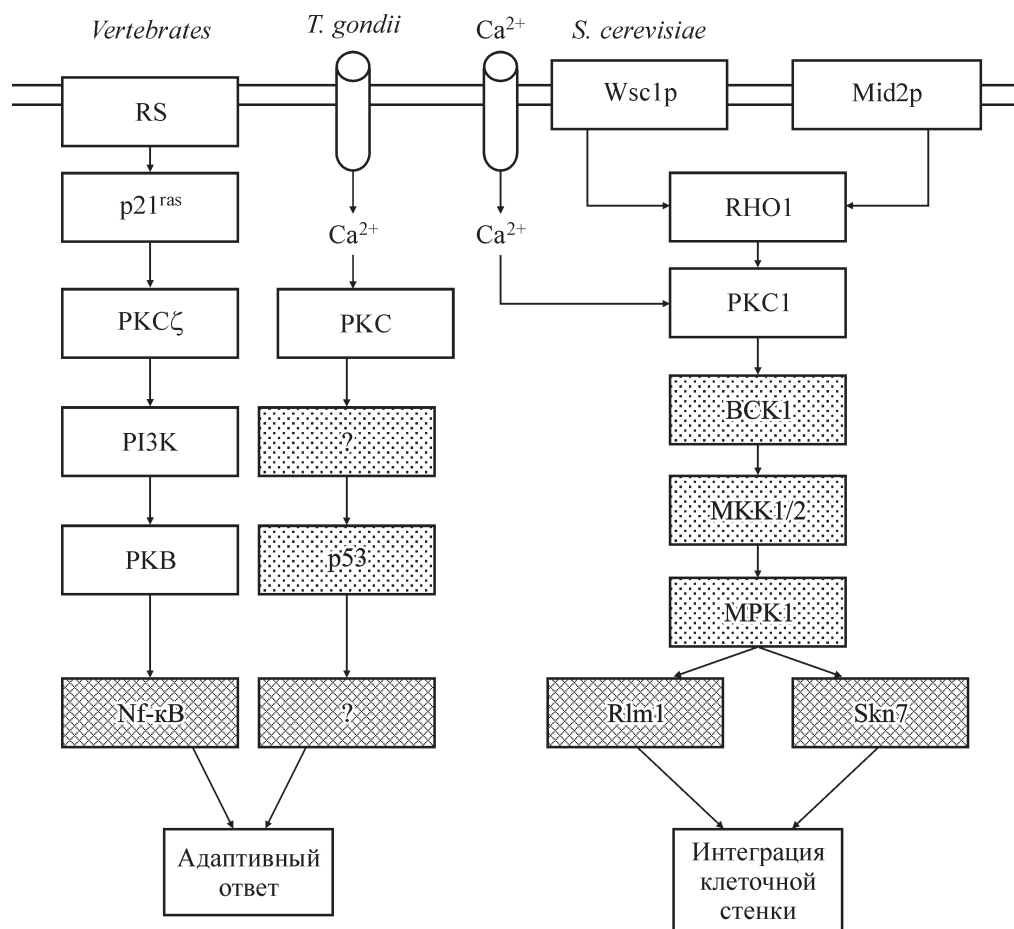 Vertebrates
T. gondii
Ca²⁺
S. cerevisiae
RS
Wsc1p
Mid2p
p21ʳᵃˢ
Ca²⁺
Ca²⁺
RHO1
PKCζ
PKC
PKC1
PI3K
?
BCK1
MKK1/2
PKB
p53
MPK1
Nf-κB
?
Rlm1
Skn7
Адаптивный
ответ
Интеграция
клеточной
стенки